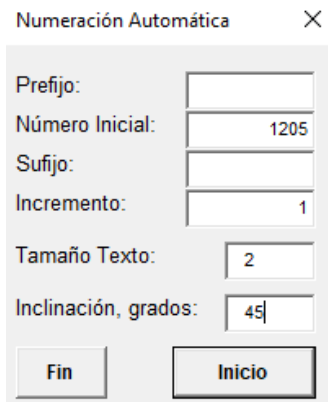 Numeración Automática
Prefijo:
Número Inicial: 1205
Sufijo:
Incremento: 1
Tamaño Texto: 2
Inclinación, grados: 45
Fin Inicio